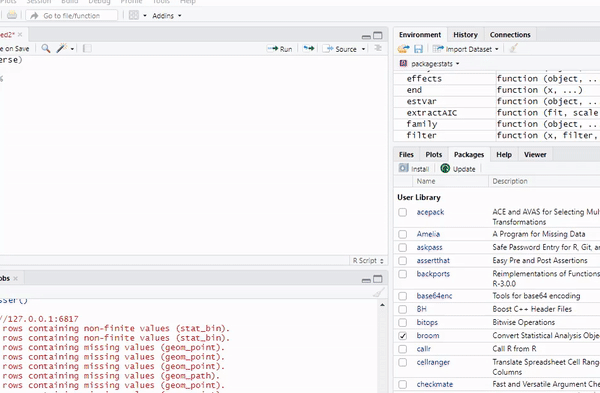 Plots Session Build Debug Profile Tools Help
Go to file/function
Addins
ed2*
e on Save
Run
Source
erse)
R Script
obs
sser()
//127.0.0.1:6817
rows containing non-finite values (stat_bin).
rows containing non-finite values (stat_bin).
rows containing missing values (geom_point).
rows containing missing values (geom_point).
rows containing missing values (geom_path).
rows containing missing values (geom_point).
rows containing missing values (geom_point).
Environment History Connections
Import Dataset
package:stats
effects function (object, ..
end function (x, ...)
estvar function (object, ..
extractAIC function (fit, scale
family function (object, ..
filter function (x, filter,
Files Plots Packages Help Viewer
Install Update
Name Description
User Library
acepack ACE and AVAS for Selecting Mul
Transformations
Amelia A Program for Missing Data
askpass Safe Password Entry for R, Git, an
assertthat Easy Pre and Post Assertions
backports Reimplementations of Functions
R-3.0.0
base64enc Tools for base64 encoding
BH Boost C++ Header Files
bitops Bitwise Operations
broom Convert Statistical Analysis Obje
callr Call R from R
cellranger Translate Spreadsheet Cell Rang
Columns
checkmate Fast and Versatile Argument Che